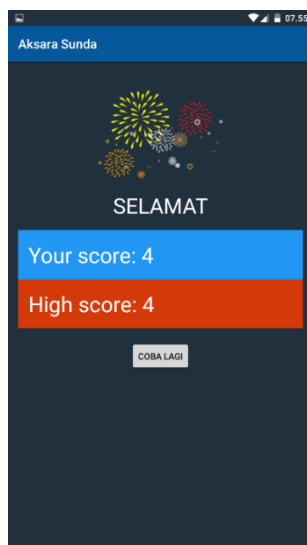 07.55
Aksara Sunda
SELAMAT
Your score: 4
High score: 4
COBA LAGI